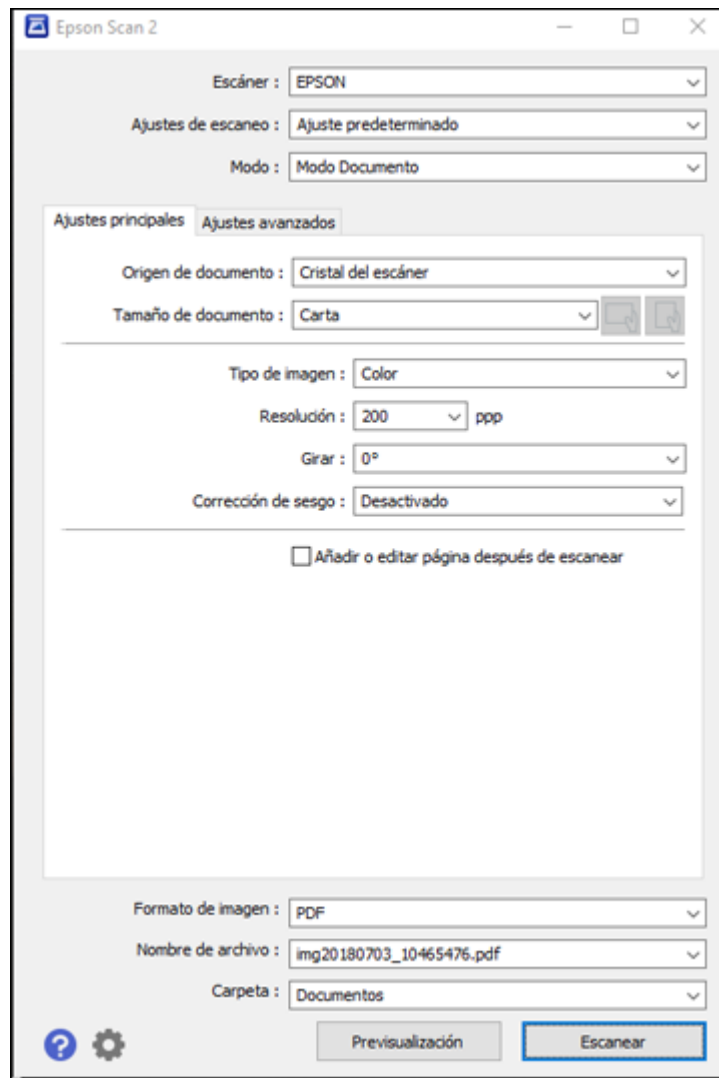 Epson Scan 2
Escáner : EPSON
Ajustes de escaneo : Ajuste predeterminado
Modo : Modo Documento
Ajustes principales Ajustes avanzados
Origen de documento : Cristal del escáner
Tamaño de documento : Carta
Tipo de imagen : Color
Resolución : 200 ppp
Girar : 0°
Corrección de sesgo : Desactivado
Añadir o editar página después de escanear
Formato de imagen : PDF
Nombre de archivo : img20180703_10465476.pdf
Carpeta : Documentos
? Previsualización Escanear